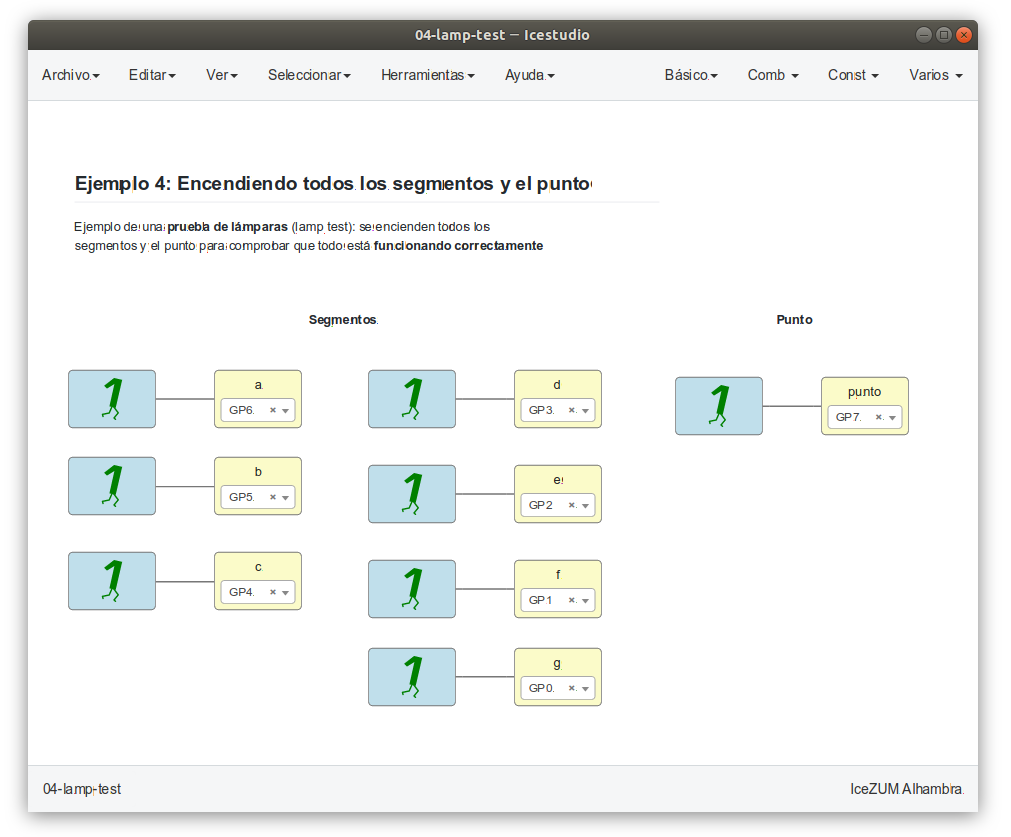 04-lamp-test — Icestudio
Archivo Editar Ver Seleccionar Herramientas Ayuda Básico Comb Const Varios
Ejemplo 4: Encendiendo todos los segmentos y el punto
Ejemplo de una prueba de lámparas (lamp test): se encienden todos los
segmentos y el punto para comprobar que todo está funcionando correctamente
Segmentos
Punto
1 a GP6
1 d GP3
1 punto GP7
1 b GP5
1 e GP2
1 c GP4
1 f GP1
1 g GP0
04-lamp-test
IceZUM Alhambra